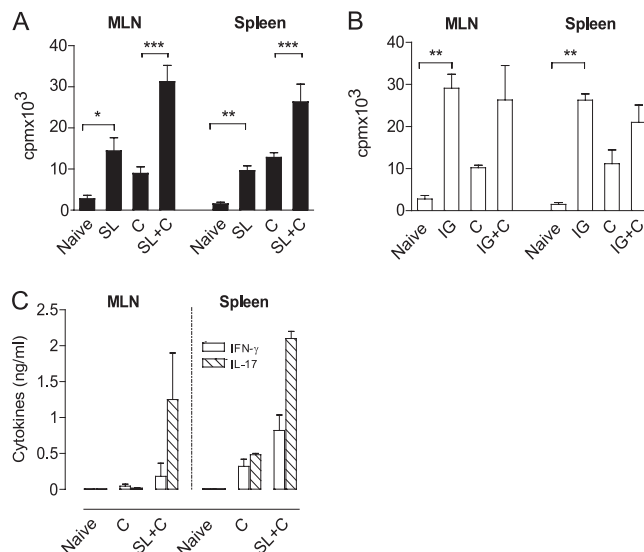 A
MLN
Spleen
cpmx10³
40
30
20
10
0
*
***
**
***
Naive
SL
C
SL+C
Naive
SL
C
SL+C
B
MLN
Spleen
cpmx10³
40
30
20
10
0
**
**
Naive
IG
C
IG+C
Naive
IG
C
IG+C
C
MLN
Spleen
Cytokines (ng/ml)
2.5
2
1.5
1
0.5
0
IFN-γ
IL-17
Naive
C
SL+C
Naive
C
SL+C